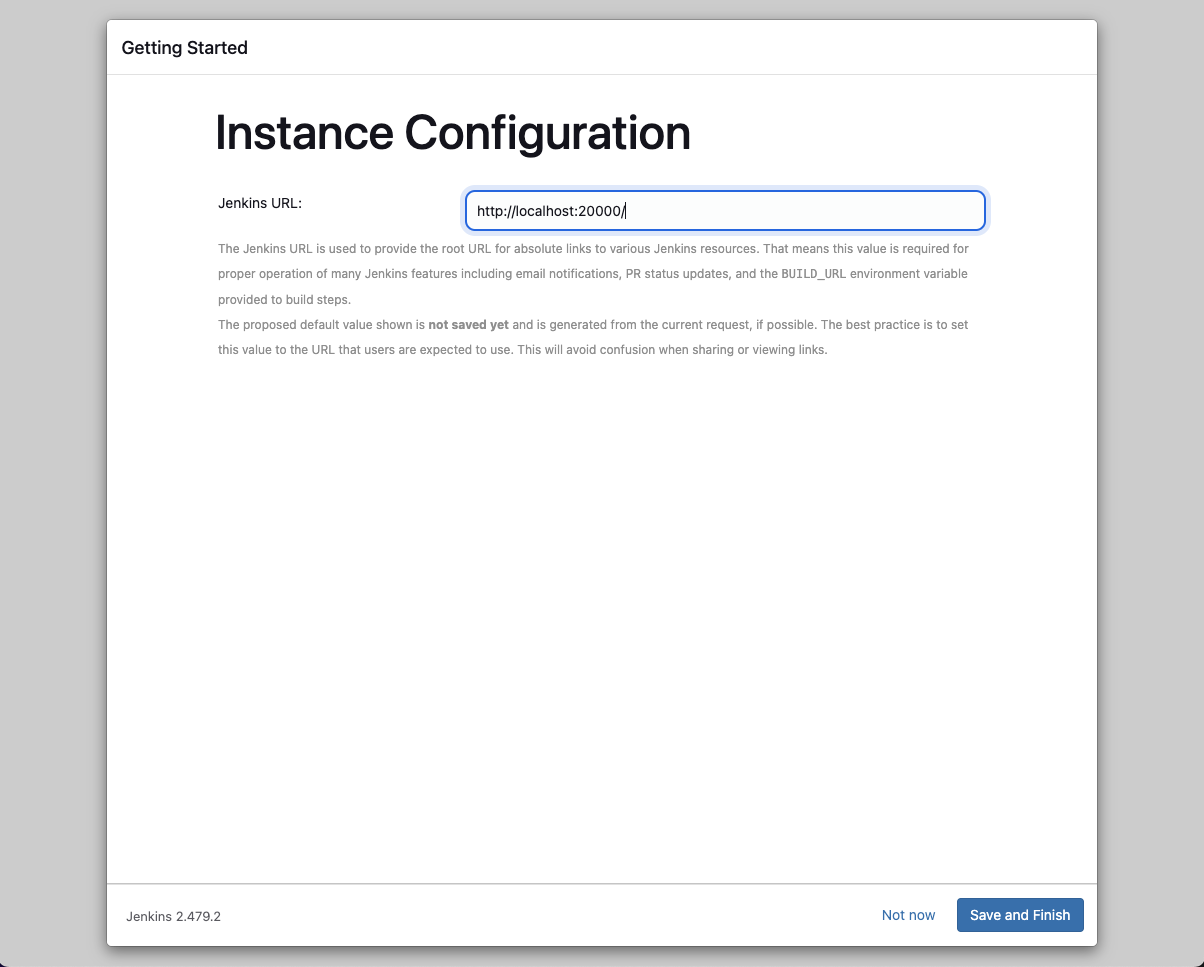 Getting Started
Instance Configuration
Jenkins URL:
http://localhost:20000/
The Jenkins URL is used to provide the root URL for absolute links to various Jenkins resources. That means this value is required for
proper operation of many Jenkins features including email notifications, PR status updates, and the BUILD_URL environment variable
provided to build steps.
The proposed default value shown is not saved yet and is generated from the current request, if possible. The best practice is to set
this value to the URL that users are expected to use. This will avoid confusion when sharing or viewing links.
Jenkins 2.479.2
Not now
Save and Finish